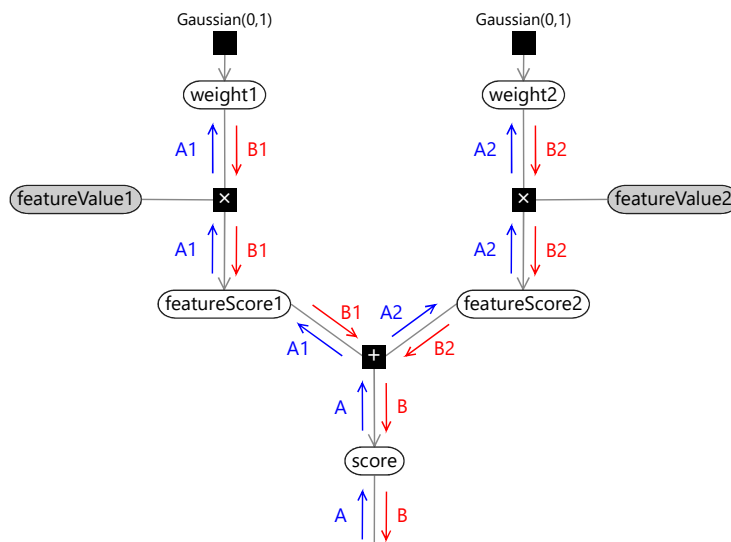 Gaussian(0,1) Gaussian(0,1)
weight1 weight2
A1 B1 A2 B2
featureValue1 × × featureValue2
A1 B1 A2 B2
featureScore1 B1 A2 featureScore2
A1 + B2
A B
score
A B